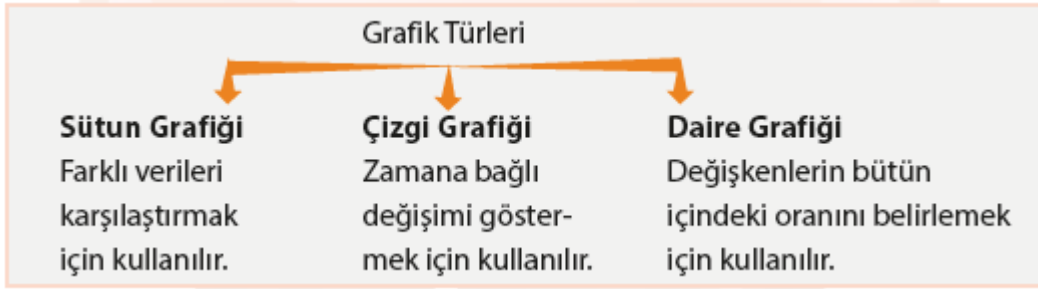 Grafik Türleri
Sütun Grafiği
Farklı verileri
karşılaştırmak
için kullanılır.
Çizgi Grafiği
Zamana bağlı
değişimi göster-
mek için kullanılır.
Daire Grafiği
Değişkenlerin bütün
içindeki oranını belirlemek
için kullanılır.